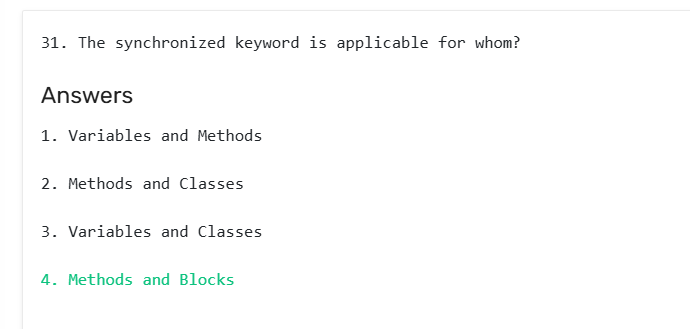 31. The synchronized keyword is applicable for whom?
Answers
1. Variables and Methods
2. Methods and Classes
3. Variables and Classes
4. Methods and Blocks